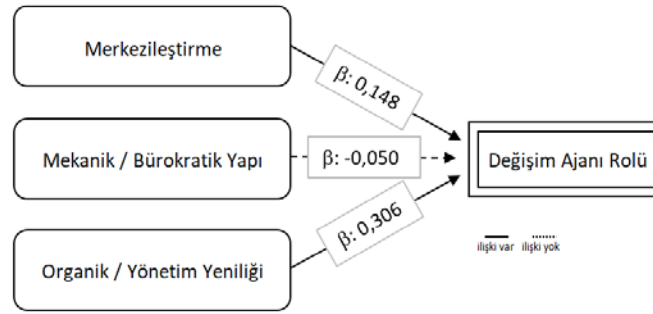 Merkezileştirme
β: 0,148
Mekanik / Bürokratik Yapı
β: -0,050
Değişim Ajanı Rolü
β: 0,306
Organik / Yönetim Yeniliği
ilişki var ilişki yok